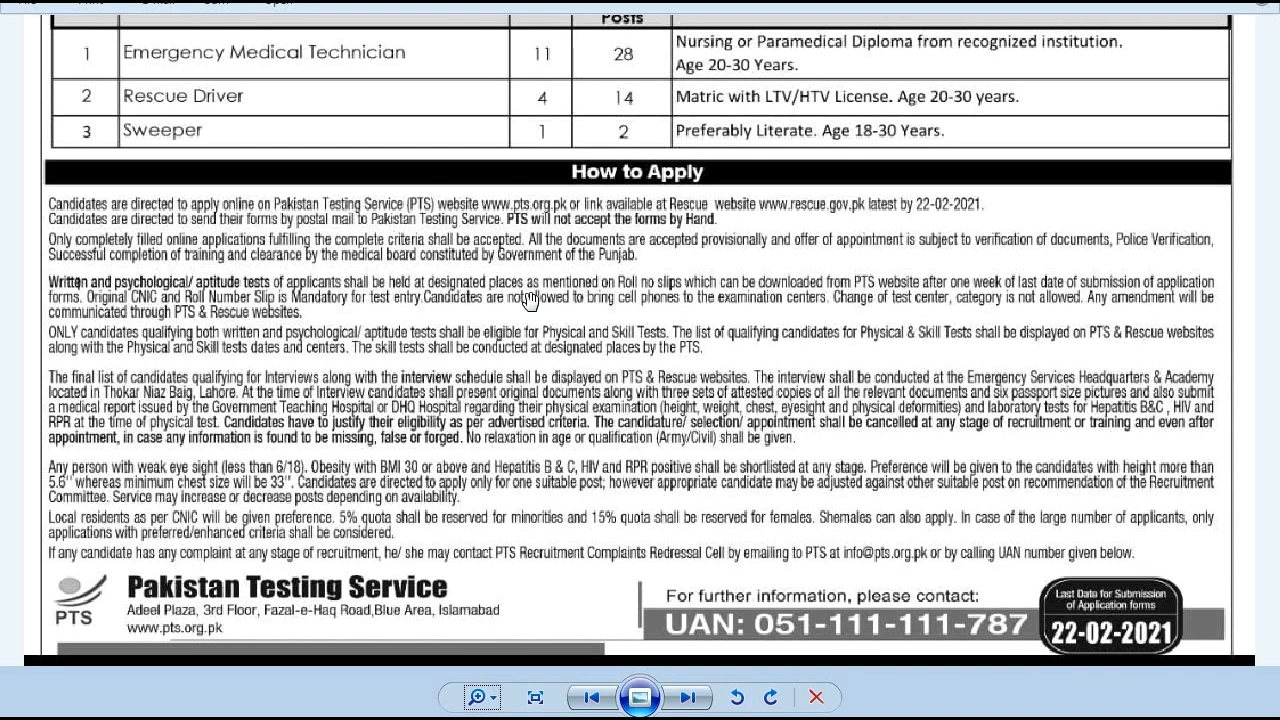 Posts
1 Emergency Medical Technician 11 28 Nursing or Paramedical Diploma from recognized institution. Age 20-30 Years.
2 Rescue Driver 4 14 Matric with LTV/HTV License. Age 20-30 years.
3 Sweeper 1 2 Preferably Literate. Age 18-30 Years.
How to Apply
Candidates are directed to apply online on Pakistan Testing Service (PTS) website www.pts.org.pk or link available at Rescue website www.rescue.gov.pk latest by 22-02-2021.
Candidates are directed to send their forms by postal mail to Pakistan Testing Service. PTS will not accept the forms by Hand.
Only completely filled online applications fulfilling the complete criteria shall be accepted. All the documents are accepted provisionally and offer of appointment is subject to verification of documents, Police Verification,
Successful completion of training and clearance by the medical board constituted by Government of the Punjab.
Written and psychological/ aptitude tests of applicants shall be held at designated places as mentioned on Roll no slips which can be downloaded from PTS website after one week of last date of submission of application
forms. Original CNIC and Roll Number Slip is Mandatory for test entry.Candidates are not allowed to bring cell phones to the examination centers. Change of test center, category is not allowed. Any amendment will be
communicated through PTS & Rescue websites.
ONLY candidates qualifying both written and psychological/ aptitude tests shall be eligible for Physical and Skill Tests. The list of qualifying candidates for Physical & Skill Tests shall be displayed on PTS & Rescue websites
along with the Physical and Skill tests dates and centers. The skill tests shall be conducted at designated places by the PTS.
The final list of candidates qualifying for Interviews along with the interview schedule shall be displayed on PTS & Rescue websites. The interview shall be conducted at the Emergency Services Headquarters & Academy
located in Thokar Niaz Baig, Lahore. At the time of Interview candidates shall present original documents along with three sets of attested copies of all the relevant documents and six passport size pictures and also submit
a medical report issued by the Government Teaching Hospital or DHQ Hospital regarding their physical examination (height, weight, chest, eyesight and physical deformities) and laboratory tests for Hepatitis B&C , HIV and
RPR at the time of physical test. Candidates have to justify their eligibility as per advertised criteria. The candidature/ selection/ appointment shall be cancelled at any stage of recruitment or training and even after
appointment, in case any information is found to be missing, false or forged. No relaxation in age or qualification (Army/Civil) shall be given.
Any person with weak eye sight (less than 6/18). Obesity with BMI 30 or above and Hepatitis B & C, HIV and RPR positive shall be shortlisted at any stage. Preference will be given to the candidates with height more than
5.6'' whereas minimum chest size will be 33''. Candidates are directed to apply only for one suitable post; however appropriate candidate may be adjusted against other suitable post on recommendation of the Recruitment
Committee. Service may increase or decrease posts depending on availability.
Local residents as per CNIC will be given preference. 5% quota shall be reserved for minorities and 15% quota shall be reserved for females. Shemales can also apply. In case of the large number of applicants, only
applications with preferred/enhanced criteria shall be considered.
If any candidate has any complaint at any stage of recruitment, he/ she may contact PTS Recruitment Complaints Redressal Cell by emailing to PTS at info@pts.org.pk or by calling UAN number given below.
PTS
Pakistan Testing Service
Adeel Plaza, 3rd Floor, Fazal-e-Haq Road,Blue Area, Islamabad
www.pts.org.pk
For further information, please contact:
UAN: 051-111-111-787
Last Date for Submission
of Application forms
22-02-2021